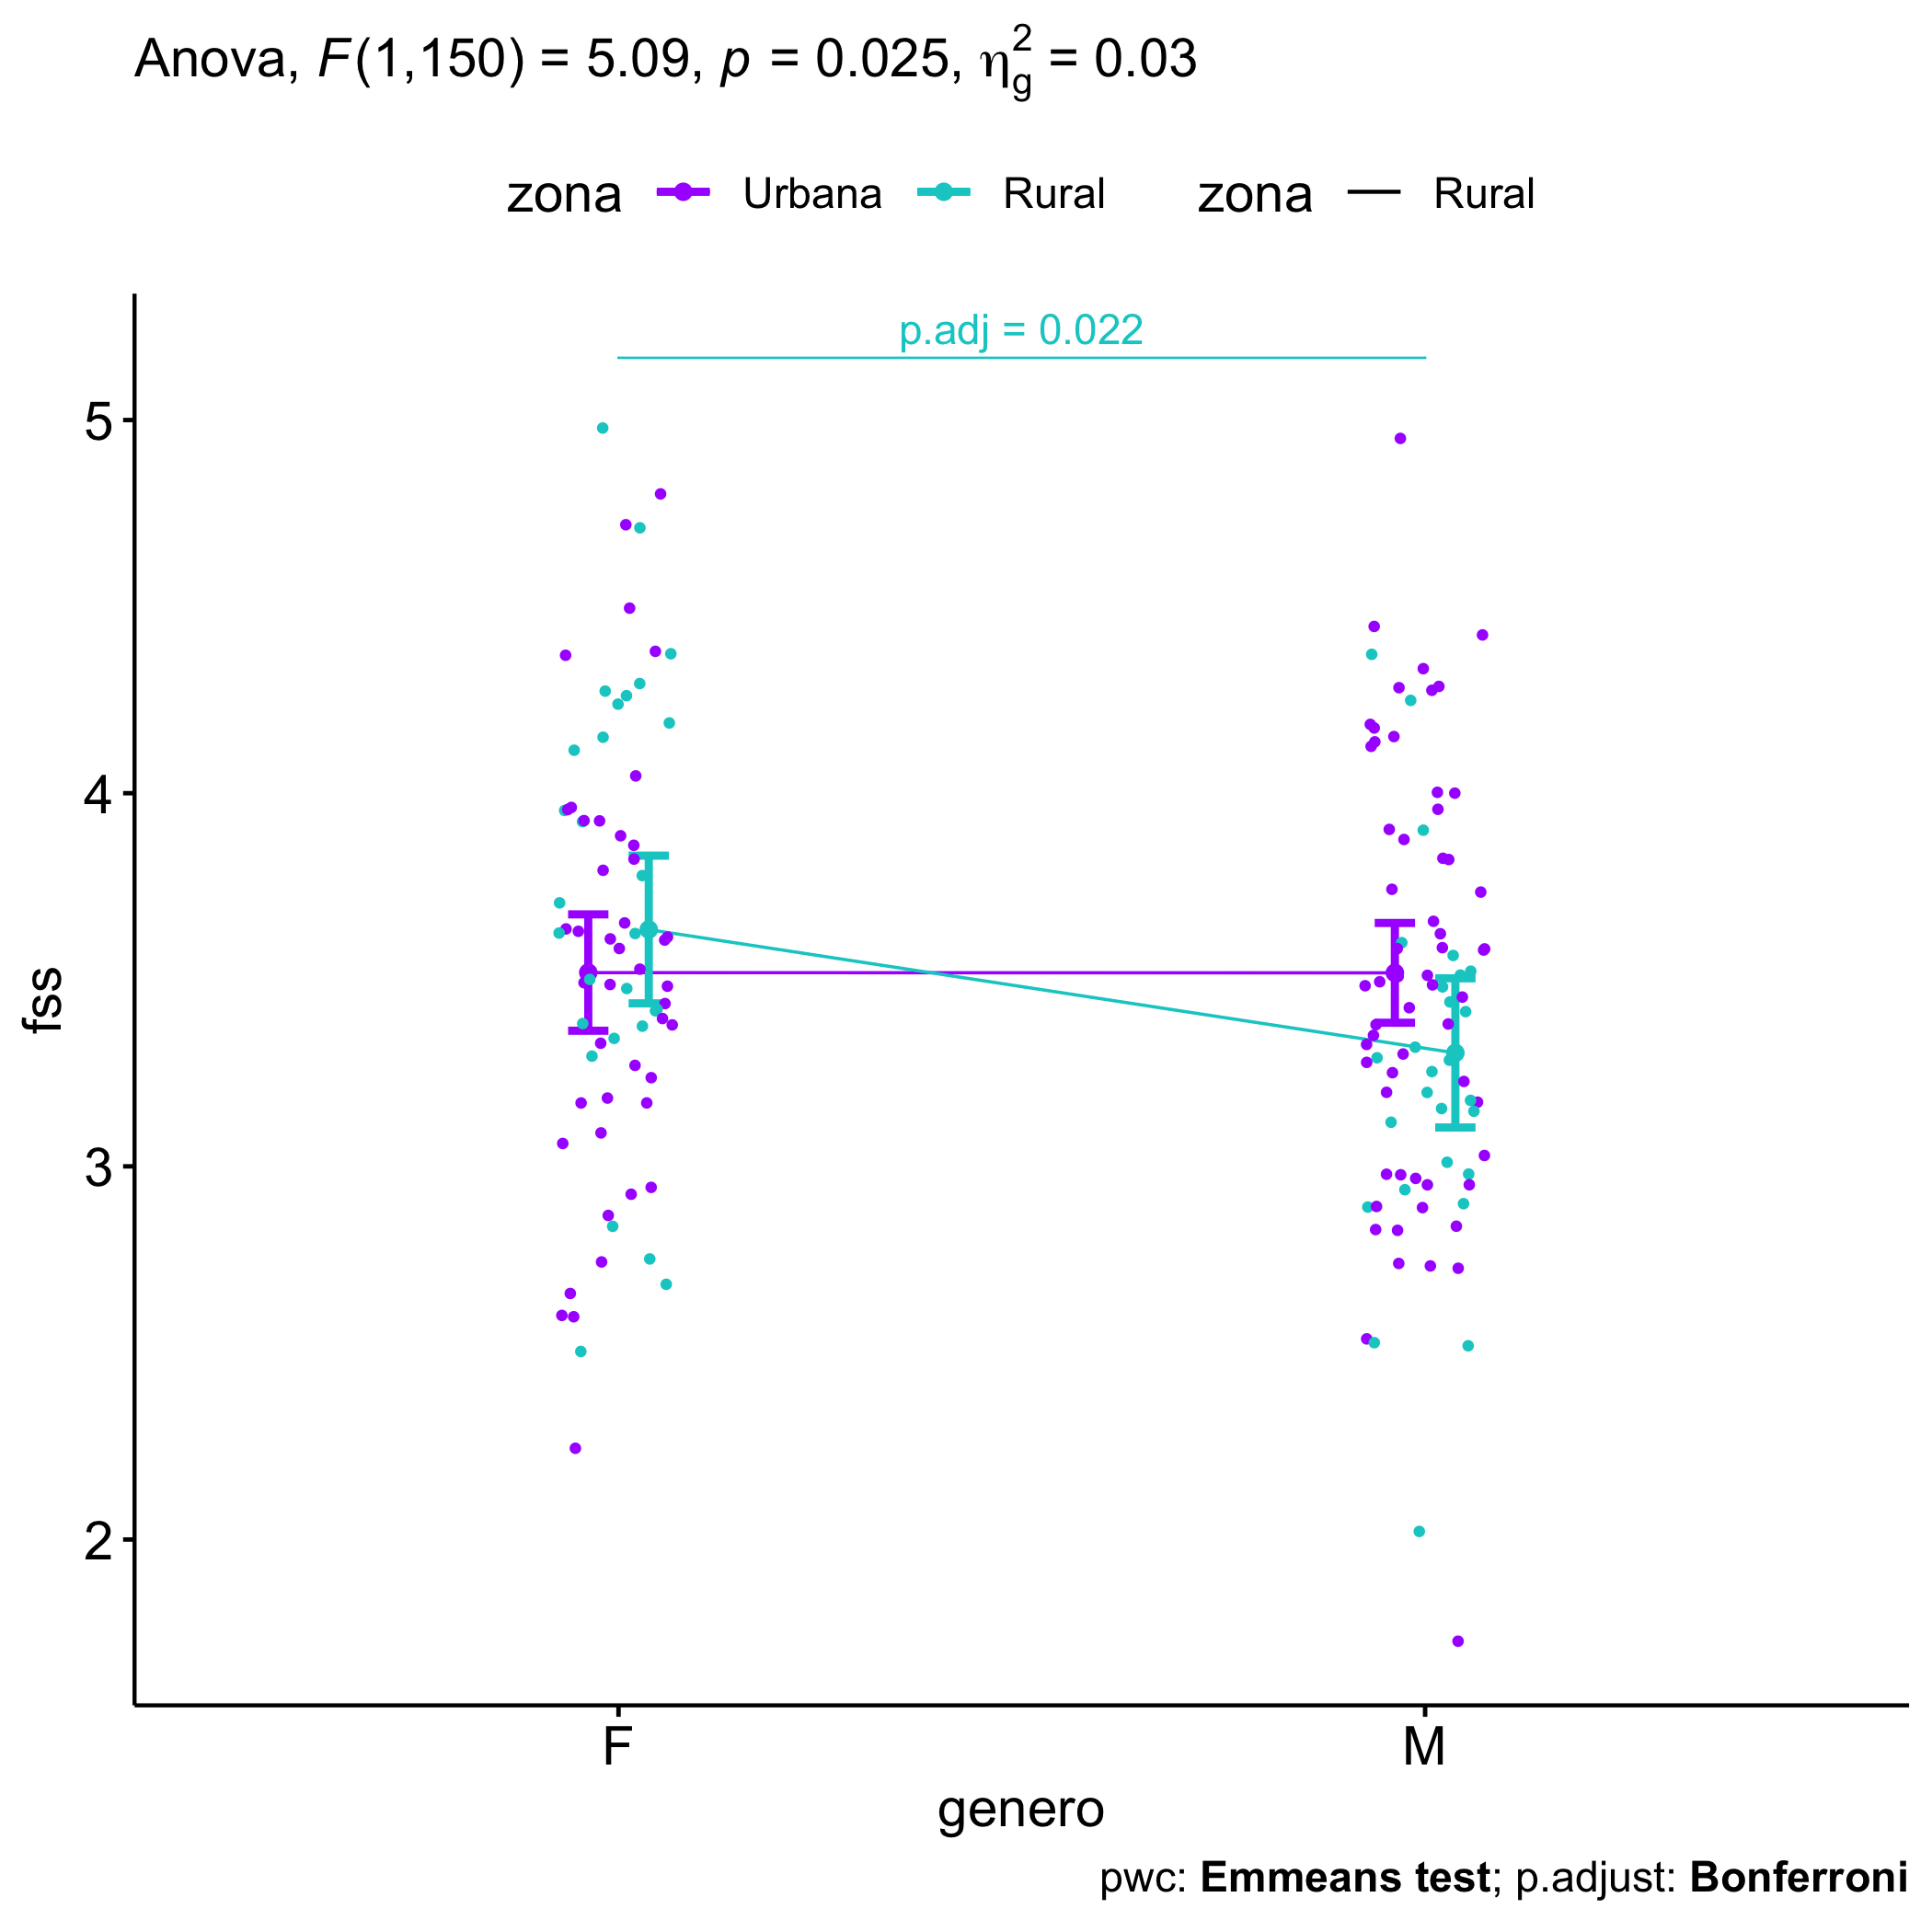 Anova, F(1,150) = 5.09, p = 0.025, η²g = 0.03
zona Urbana Rural zona Rural
p.adj = 0.022
5
4
3
2
fss
F M
genero
pwc: Emmeans test; p.adjust: Bonferroni